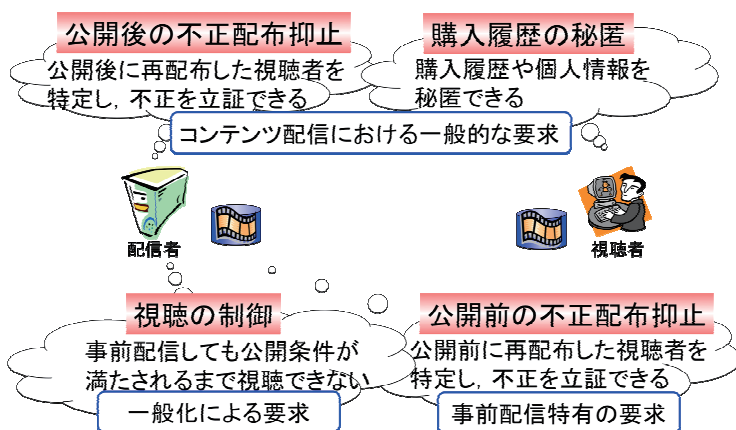 公開後の不正配布抑止
公開後に再配布した視聴者を
特定し,不正を立証できる
購入履歴の秘匿
購入履歴や個人情報を
秘匿できる
コンテンツ配信における一般的な要求
配信者
視聴者
視聴の制御
事前配信しても公開条件が
満たされるまで視聴できない
一般化による要求
公開前の不正配布抑止
公開前に再配布した視聴者を
特定し,不正を立証できる
事前配信特有の要求